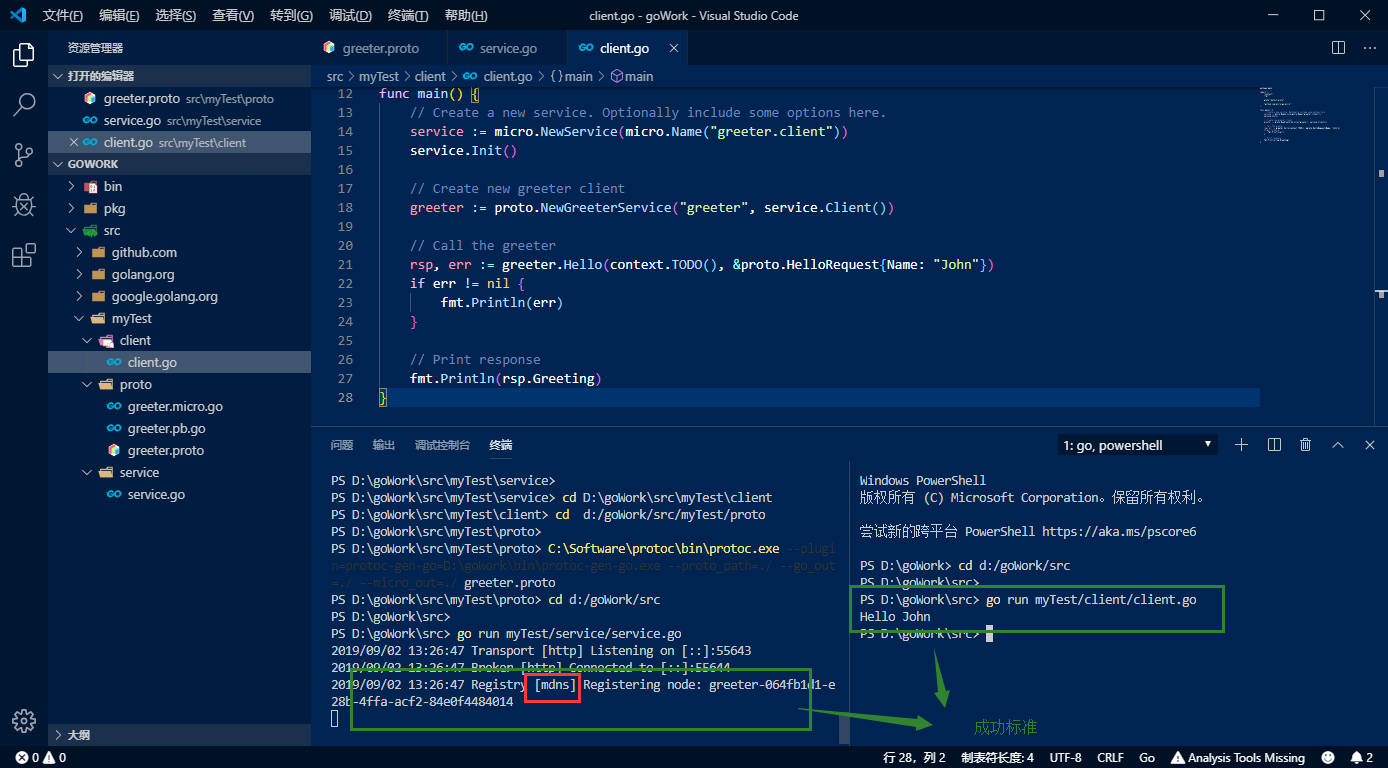 文件(F) 编辑(E) 选择(S) 查看(V) 转到(G) 调试(D) 终端(T) 帮助(H) client.go - goWork - Visual Studio Code
资源管理器
打开的编辑器
greeter.proto src\myTest\proto
service.go src\myTest\service
client.go src\myTest\client
GOWORK
bin
pkg
src
github.com
golang.org
google.golang.org
myTest
client
client.go
proto
greeter.micro.go
greeter.pb.go
greeter.proto
service
service.go
大纲
greeter.proto service.go client.go
src > myTest > client > client.go > {} main > main
12 func main() {
13 // Create a new service. Optionally include some options here.
14 service := micro.NewService(micro.Name("greeter.client"))
15 service.Init()
16
17 // Create new greeter client
18 greeter := proto.NewGreeterService("greeter", service.Client())
19
20 // Call the greeter
21 rsp, err := greeter.Hello(context.TODO(), &proto.HelloRequest{Name: "John"})
22 if err != nil {
23 fmt.Println(err)
24 }
25
26 // Print response
27 fmt.Println(rsp.Greeting)
28 }
问题 输出 调试控制台 终端 1: go, powershell
PS D:\goWork\src\myTest\service>
PS D:\goWork\src\myTest\service> cd D:\goWork\src\myTest\client
PS D:\goWork\src\myTest\client> cd d:/goWork/src/myTest/proto
PS D:\goWork\src\myTest\proto>
PS D:\goWork\src\myTest\proto> C:\Software\protoc\bin\protoc.exe --plugi
n=protoc-gen-go=D:\goWork\bin\protoc-gen-go.exe --proto_path=./ --go_out
=./ --micro_out=./ greeter.proto
PS D:\goWork\src\myTest\proto> cd d:/goWork/src
PS D:\goWork\src>
PS D:\goWork\src> go run myTest/service/service.go
2019/09/02 13:26:47 Transport [http] Listening on [::]:55643
2019/09/02 13:26:47 Broker [http] Connected to [::]:55644
2019/09/02 13:26:47 Registry [mdns] Registering node: greeter-064fb1d1-e
28b-4ffa-acf2-84e0f4484014
Windows PowerShell
版权所有 (C) Microsoft Corporation。保留所有权利。
尝试新的跨平台 PowerShell https://aka.ms/pscore6
PS D:\goWork> cd d:/goWork/src
PS D:\goWork\src>
PS D:\goWork\src> go run myTest/client/client.go
Hello John
PS D:\goWork\src>
成功标准
0 0 行 28，列 2 制表符长度: 4 UTF-8 CRLF Go Analysis Tools Missing 2